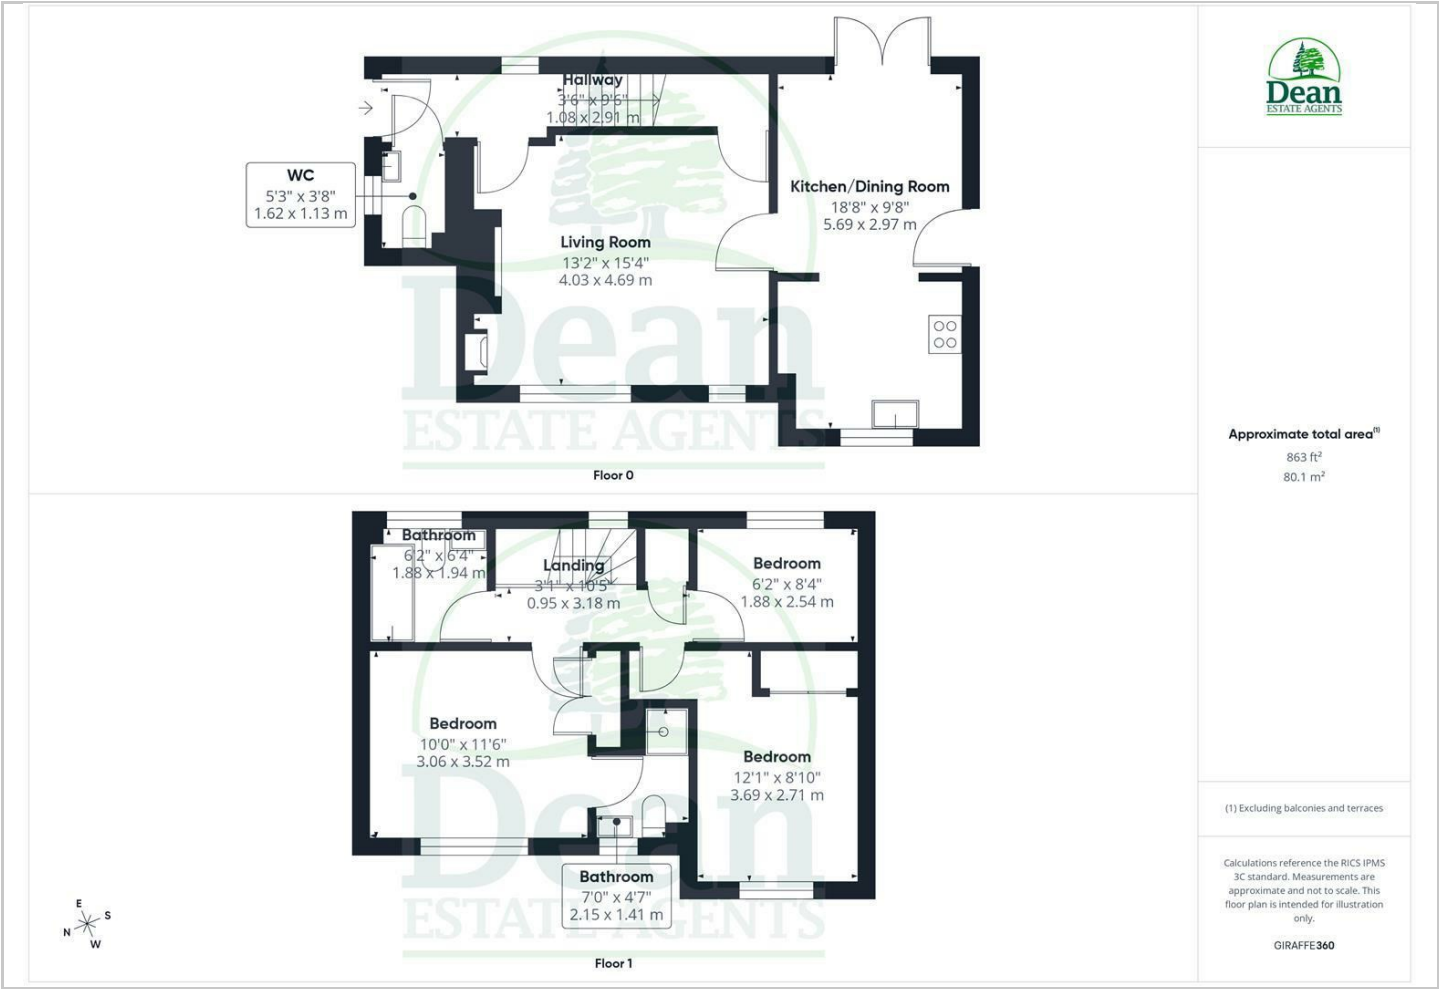 Hallway
3'6" x 9'6"
1.08 x 2.91 m
WC
5'3" x 3'8"
1.62 x 1.13 m
Kitchen/Dining Room
18'8" x 9'8"
5.69 x 2.97 m
Living Room
13'2" x 15'4"
4.03 x 4.69 m
Dean
ESTATE AGENTS
Floor 0
Bathroom
6'2" x 6'4"
1.88 x 1.94 m
Landing
3'1" x 10'5"
0.95 x 3.18 m
Bedroom
6'2" x 8'4"
1.88 x 2.54 m
Bedroom
10'0" x 11'6"
3.06 x 3.52 m
Bedroom
12'1" x 8'10"
3.69 x 2.71 m
Bathroom
7'0" x 4'7"
2.15 x 1.41 m
Dean
ESTATE AGENTS
Floor 1
E
S
N
W
Dean
ESTATE AGENTS
Approximate total area(1)
863 ft²
80.1 m²
(1) Excluding balconies and terraces
Calculations reference the RICS IPMS
3C standard. Measurements are
approximate and not to scale. This
floor plan is intended for illustration
only.
GIRAFFE360